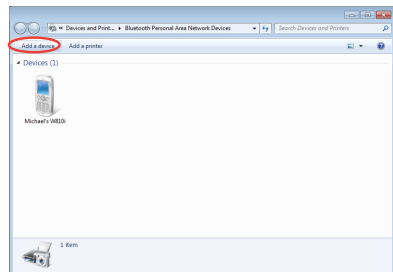 « Devices and Print... ▸ Bluetooth Personal Area Network Devices
Search Devices and Printers
Add a device
Add a printer
Devices (1)
Michael's W810i
1 item